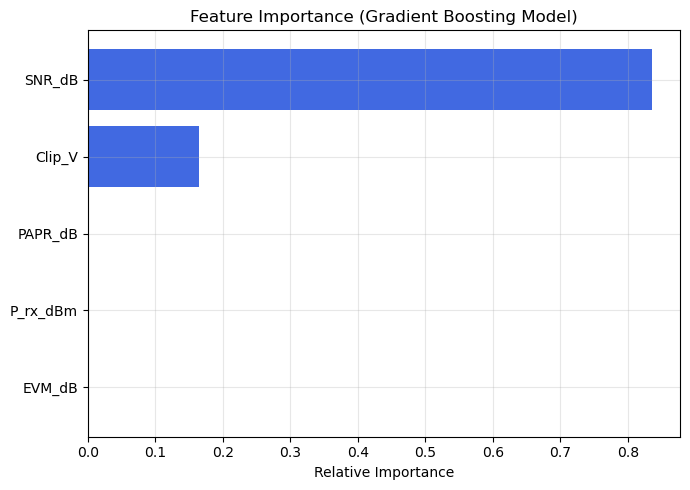 Feature Importance (Gradient Boosting Model)
SNR_dB
Clip_V
PAPR_dB
P_rx_dBm
EVM_dB
0.0 0.1 0.2 0.3 0.4 0.5 0.6 0.7 0.8
Relative Importance